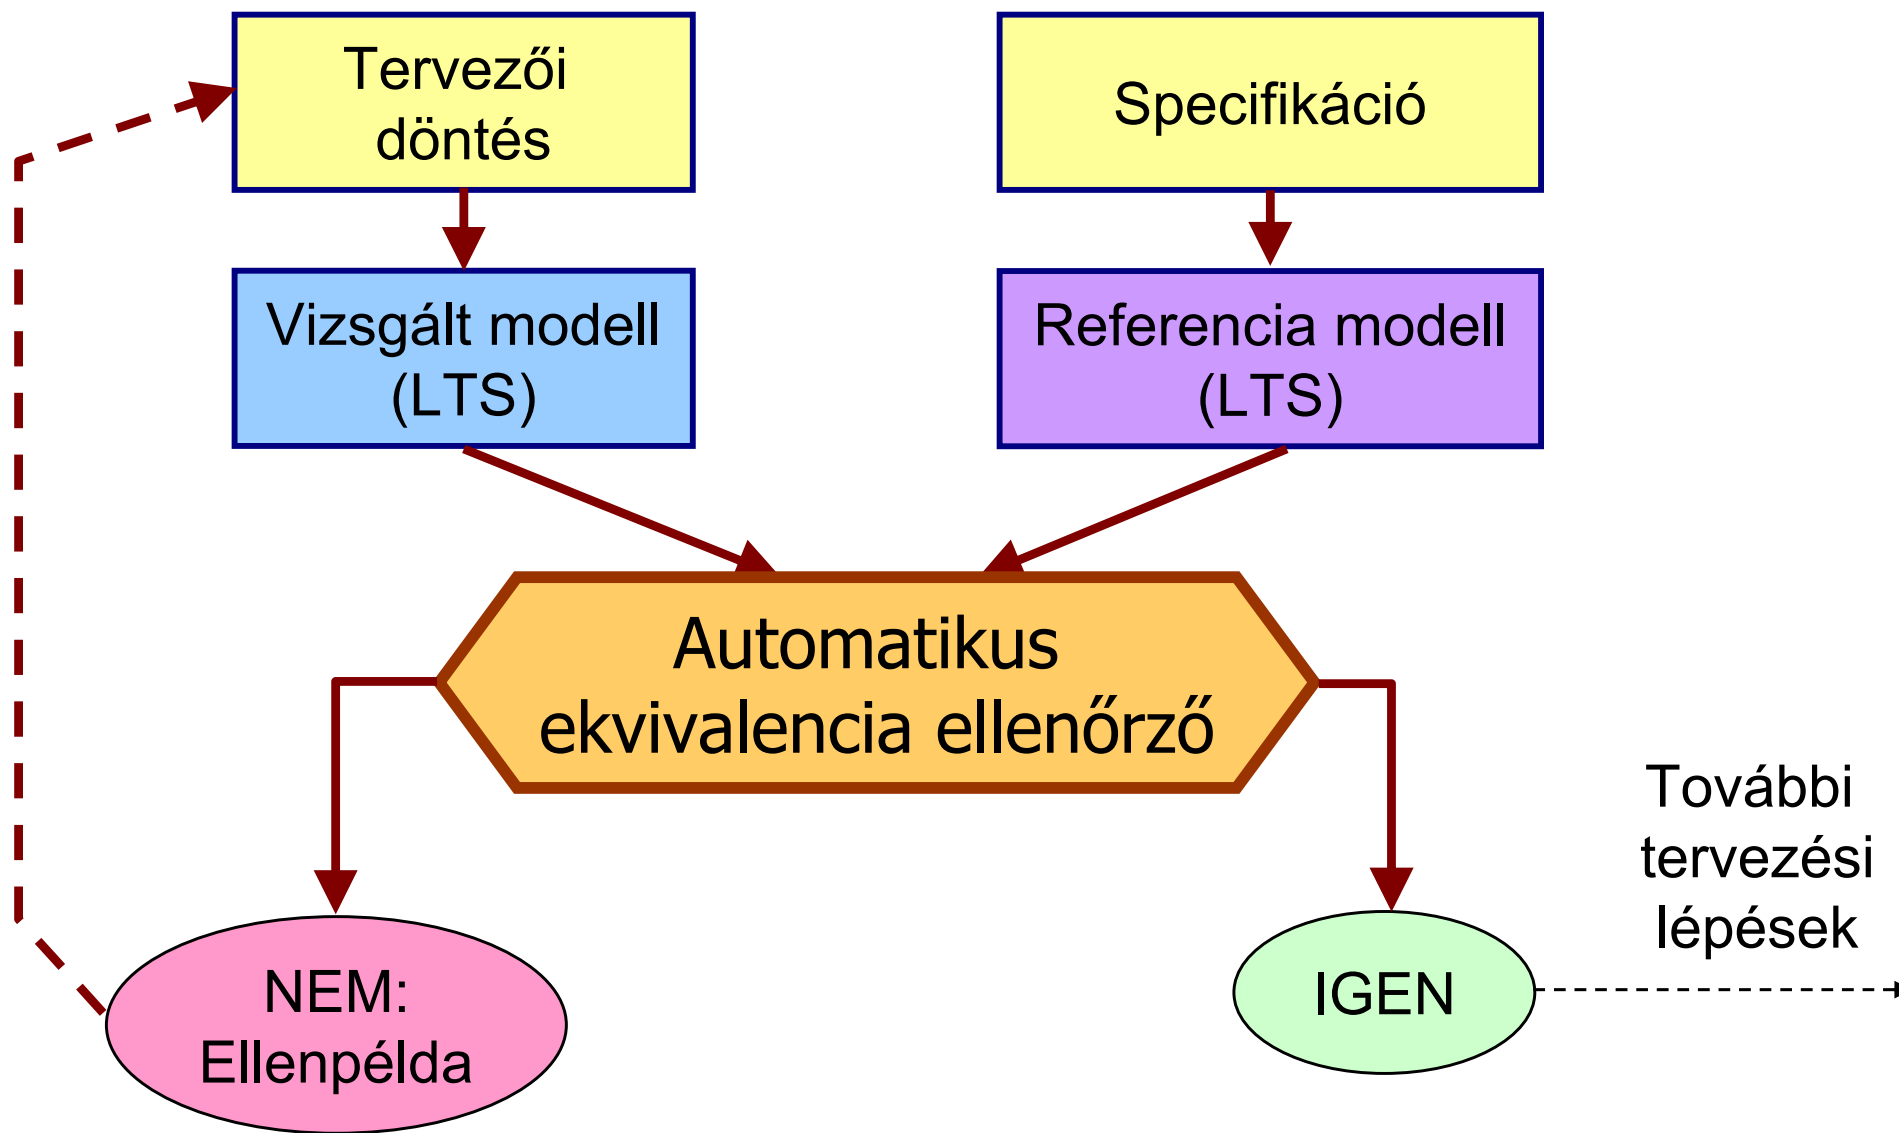 Tervezői
döntés
Specifikáció
Vizsgált modell
(LTS)
Referencia modell
(LTS)
Automatikus
ekvivalencia ellenőrző
További
tervezési
lépések
NEM:
Ellenpélda
IGEN